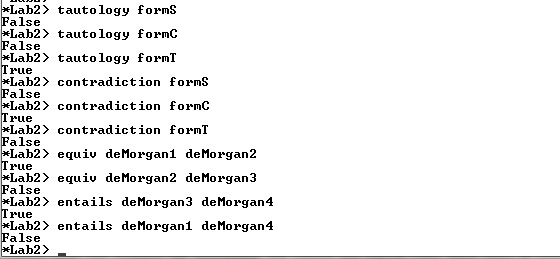 *Lab2> tautology formS
False
*Lab2> tautology formC
False
*Lab2> tautology formT
True
*Lab2> contradiction formS
False
*Lab2> contradiction formC
True
*Lab2> contradiction formT
False
*Lab2> equiv deMorgan1 deMorgan2
True
*Lab2> equiv deMorgan2 deMorgan3
False
*Lab2> entails deMorgan3 deMorgan4
True
*Lab2> entails deMorgan1 deMorgan4
False
*Lab2> _